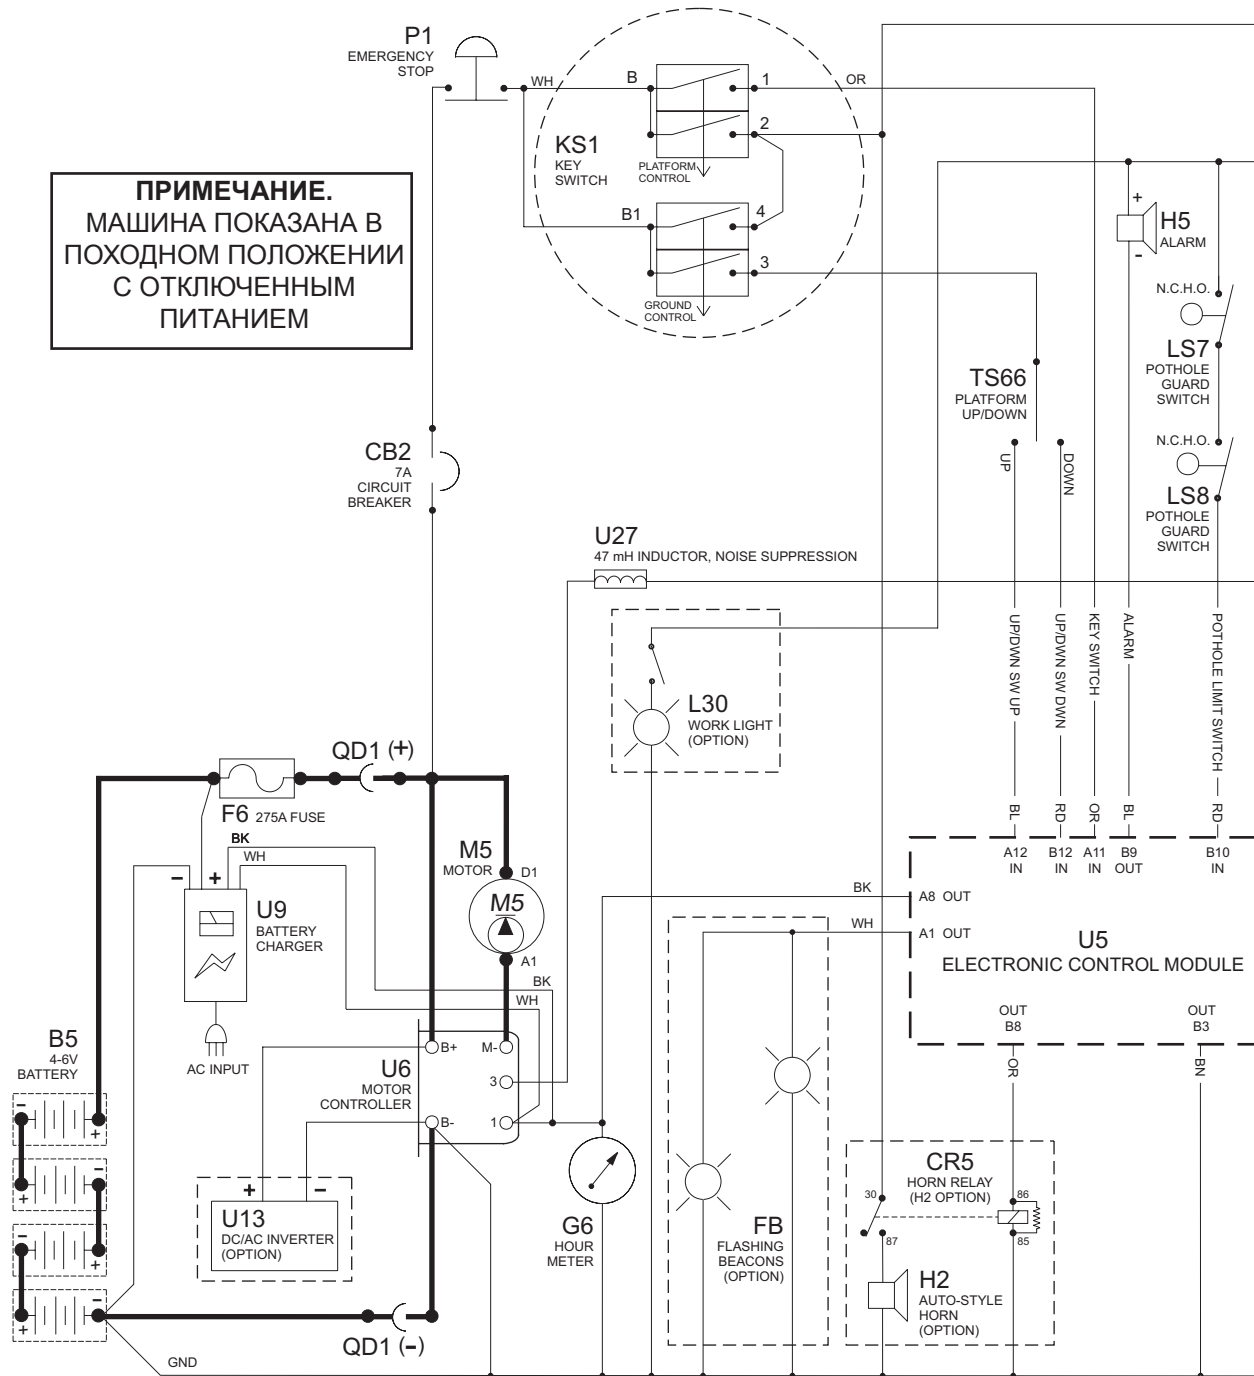 P1
EMERGENCY
STOP
WH
B
1
OR
2
KS1
KEY
SWITCH
PLATFORM
CONTROL
B1
4
3
GROUND
CONTROL
ПРИМЕЧАНИЕ.
МАШИНА ПОКАЗАНА В
ПОХОДНОМ ПОЛОЖЕНИИ
С ОТКЛЮЧЕННЫМ
ПИТАНИЕМ
+
H5
ALARM
-
N.C.H.O.
LS7
POTHOLE
GUARD
SWITCH
TS66
PLATFORM
UP/DOWN
UP
DOWN
N.C.H.O.
LS8
POTHOLE
GUARD
SWITCH
CB2
7A
CIRCUIT
BREAKER
U27
47 mH INDUCTOR, NOISE SUPPRESSION
UP/DWN SW UP
UP/DWN SW DWN
KEY SWITCH
ALARM
POTHOLE LIMIT SWITCH
L30
WORK LIGHT
(OPTION)
QD1 (+)
F6 275A FUSE
BK
WH
- +
U9
BATTERY
CHARGER
AC INPUT
M5
MOTOR
D1
M5
A1
BK
WH
BL
RD
OR
BL
RD
A12
IN
B12
IN
A11
IN
B9
OUT
B10
IN
BK
A8 OUT
WH
A1 OUT
U5
ELECTRONIC CONTROL MODULE
OUT
B8
OUT
B3
OR
BN
B5
4-6V
BATTERY
- +
+ -
- +
+ -
U6
MOTOR
CONTROLLER
B+
M-
3
B-
1
+ -
U13
DC/AC INVERTER
(OPTION)
G6
HOUR
METER
FB
FLASHING
BEACONS
(OPTION)
CR5
HORN RELAY
(H2 OPTION)
30
86
87
85
H2
AUTO-STYLE
HORN
(OPTION)
QD1 (-)
GND